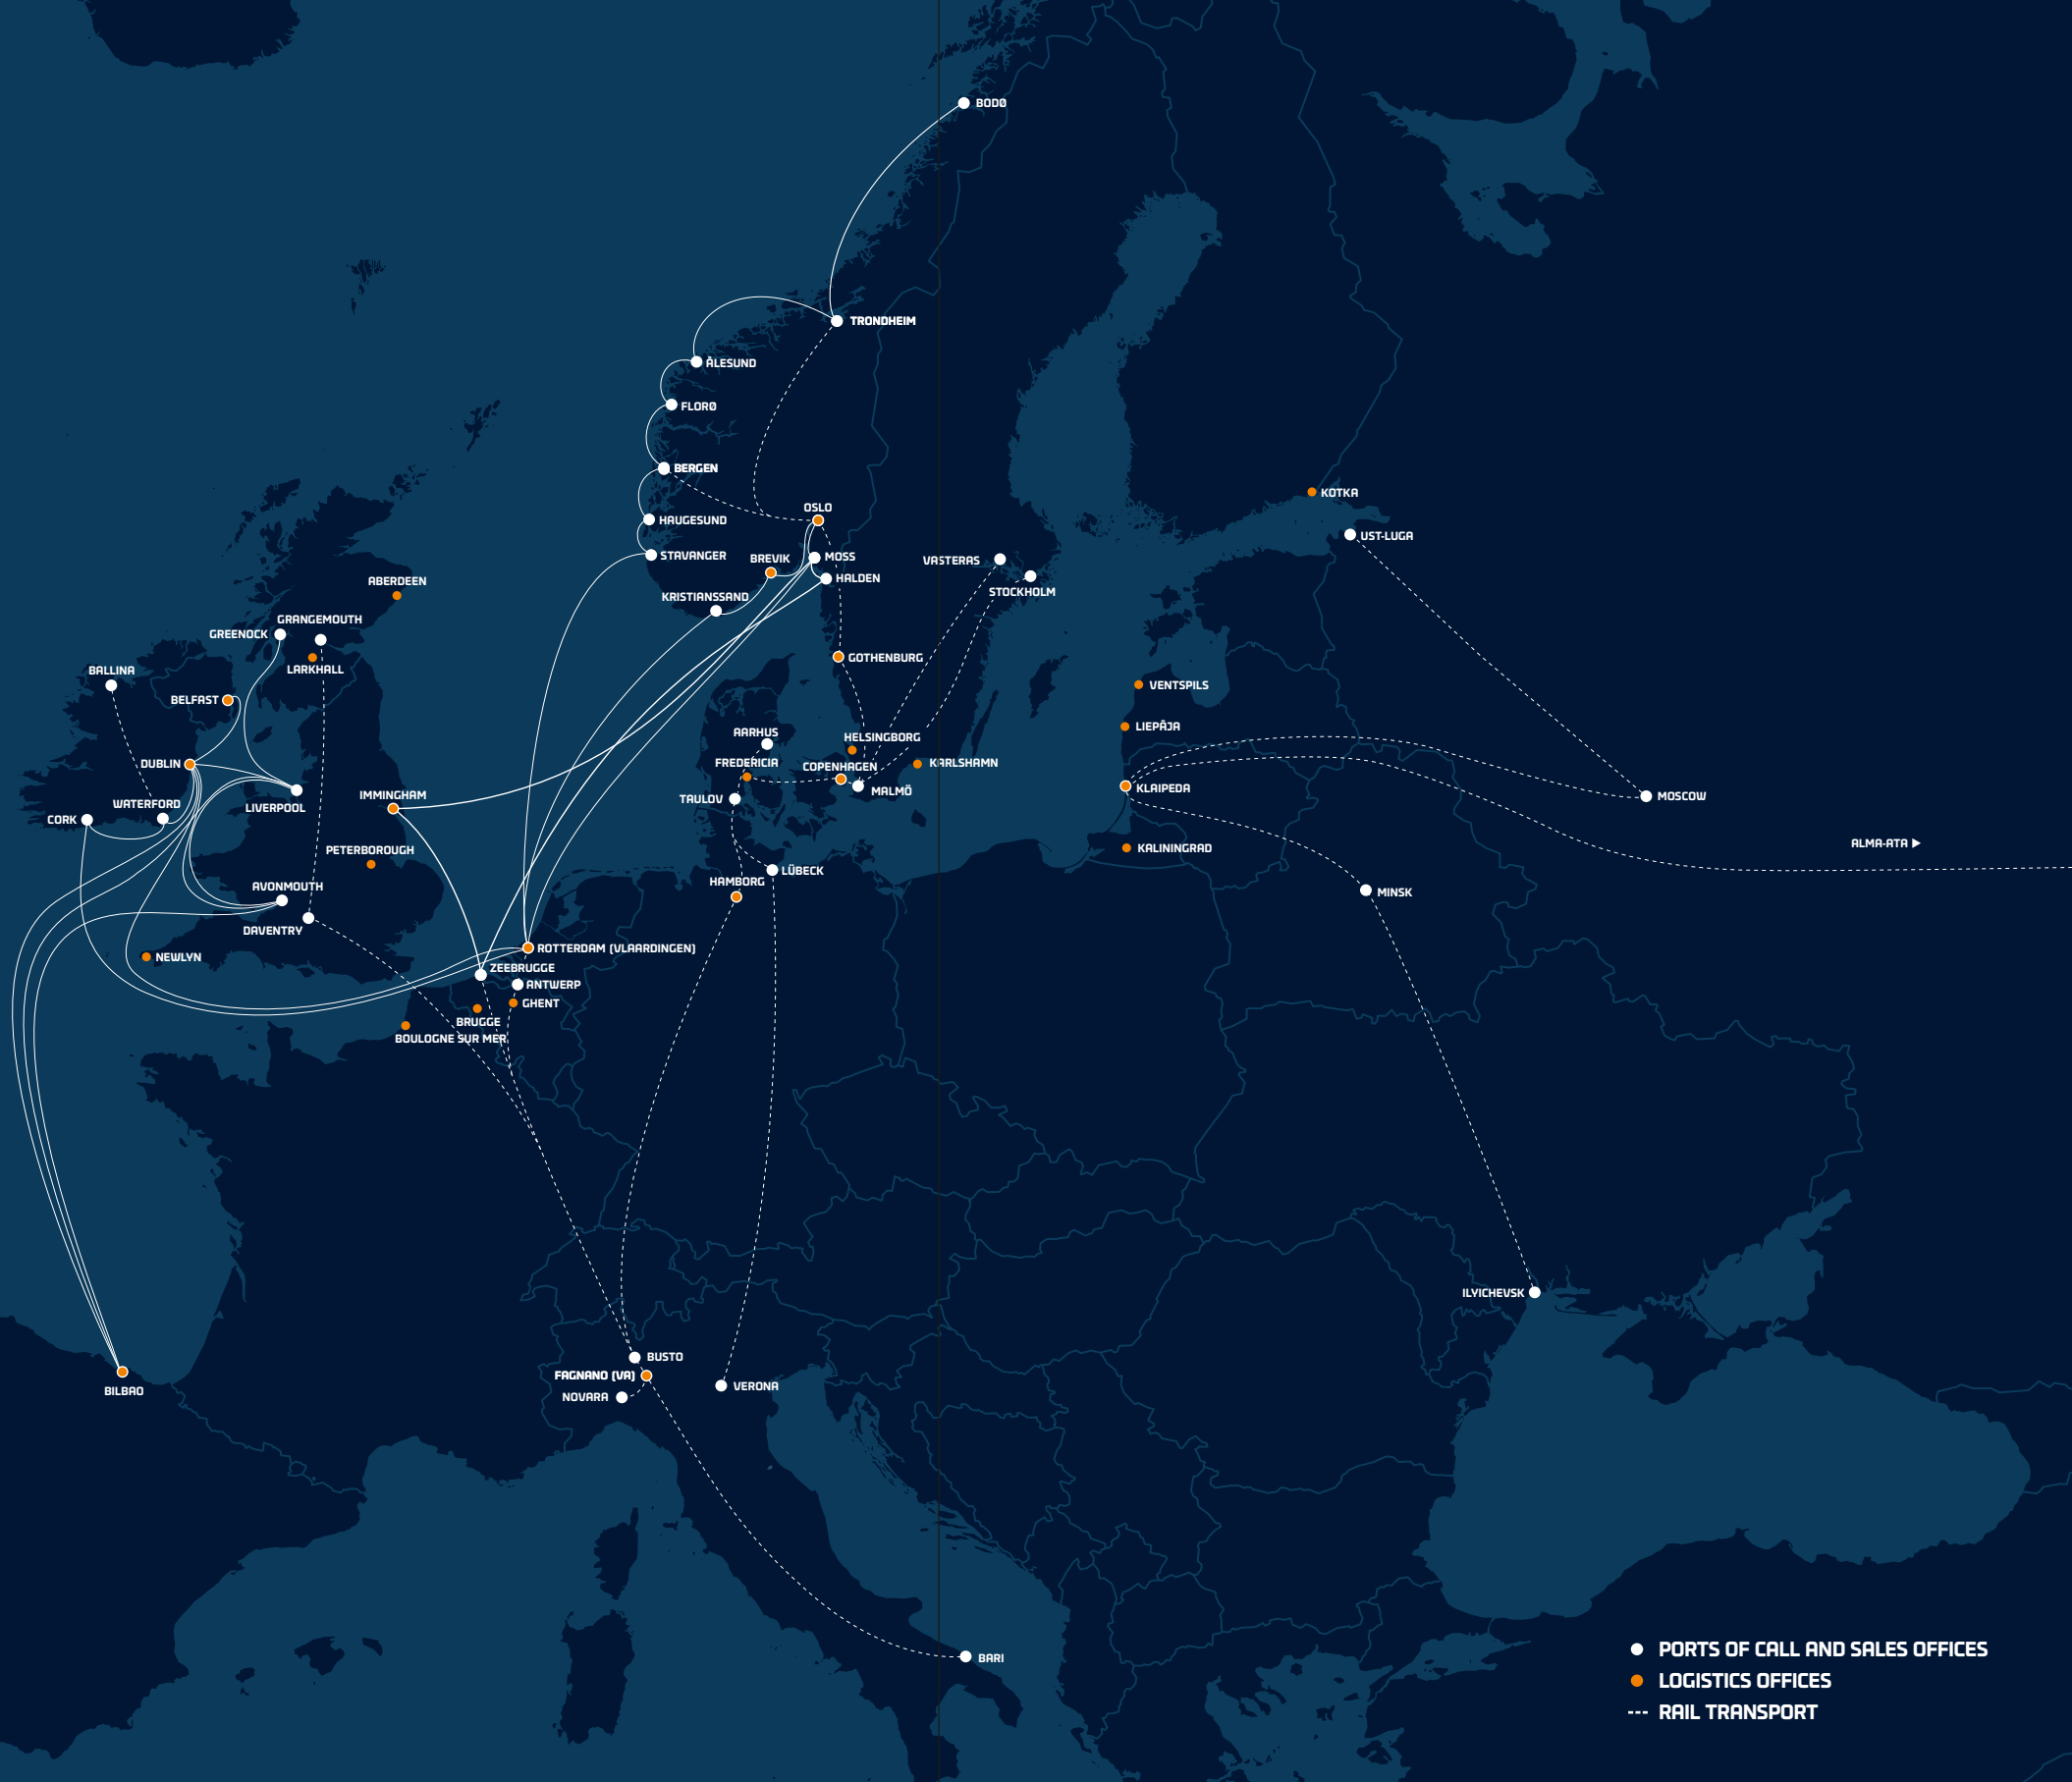 BODØ
TRONDHEIM
ÅLESUND
FLORØ
BERGEN
OSLO
HAUGESUND
STAVANGER
BREVIK
MOSS
HALDEN
KRISTIANSSAND
VASTERAS
STOCKHOLM
KOTKA
UST-LUGA
ABERDEEN
GRANGEMOUTH
GREENOCK
LARKHALL
BALLINA
BELFAST
GOTHENBURG
VENTSPILS
LIEPÃJA
AARHUS
HELSINGBORG
FREDERICIA
COPENHAGEN
KARLSHAMN
DUBLIN
LIVERPOOL
WATERFORD
CORK
IMMINGHAM
TAULOV
MALMÖ
KLAIPEDA
MOSCOW
ALMA-ATA
PETERBOROUGH
KALININGRAD
LÜBECK
HAMBORG
AVONMOUTH
DAVENTRY
MINSK
NEWLYN
ROTTERDAM (VLAARDINGEN)
ZEEBRUGGE
ANTWERP
GHENT
BRUGGE
BOULOGNE SUR MER
ILYICHEVSK
BUSTO
FAGNANO (VA)
NOVARA
VERONA
BILBAO
BARI
PORTS OF CALL AND SALES OFFICES
LOGISTICS OFFICES
RAIL TRANSPORT